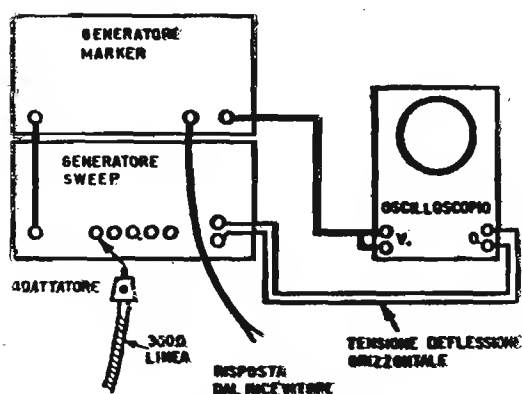 GENERATORE
MARKER
GENERATORE
SWEEP
OSCILLOSCOPIO
V.
O.
ADATTATORE
300Ω
LINEA
RISPOSTA
DAL RICEVITORE
TENSIONE DEFLESSIONE
ORIZZONTALE